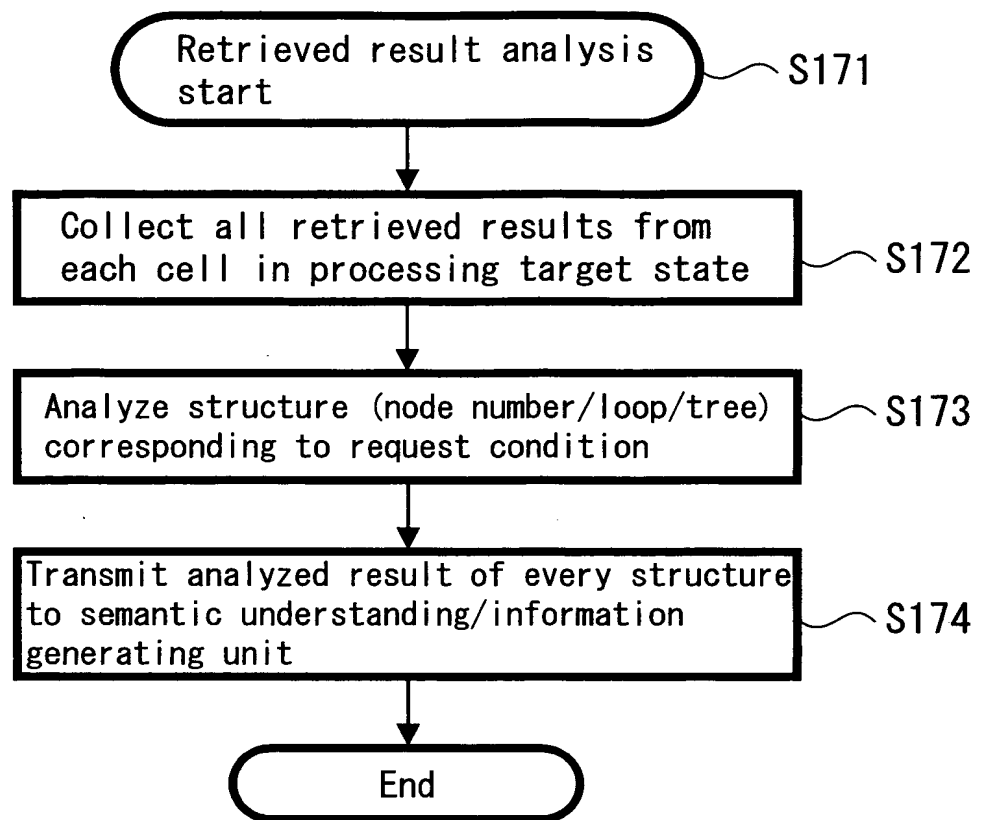 Retrieved result analysis
start
S171
Collect all retrieved results from
each cell in processing target state
S172
Analyze structure (node number/loop/tree)
corresponding to request condition
S173
Transmit analyzed result of every structure
to semantic understanding/information
generating unit
S174
End